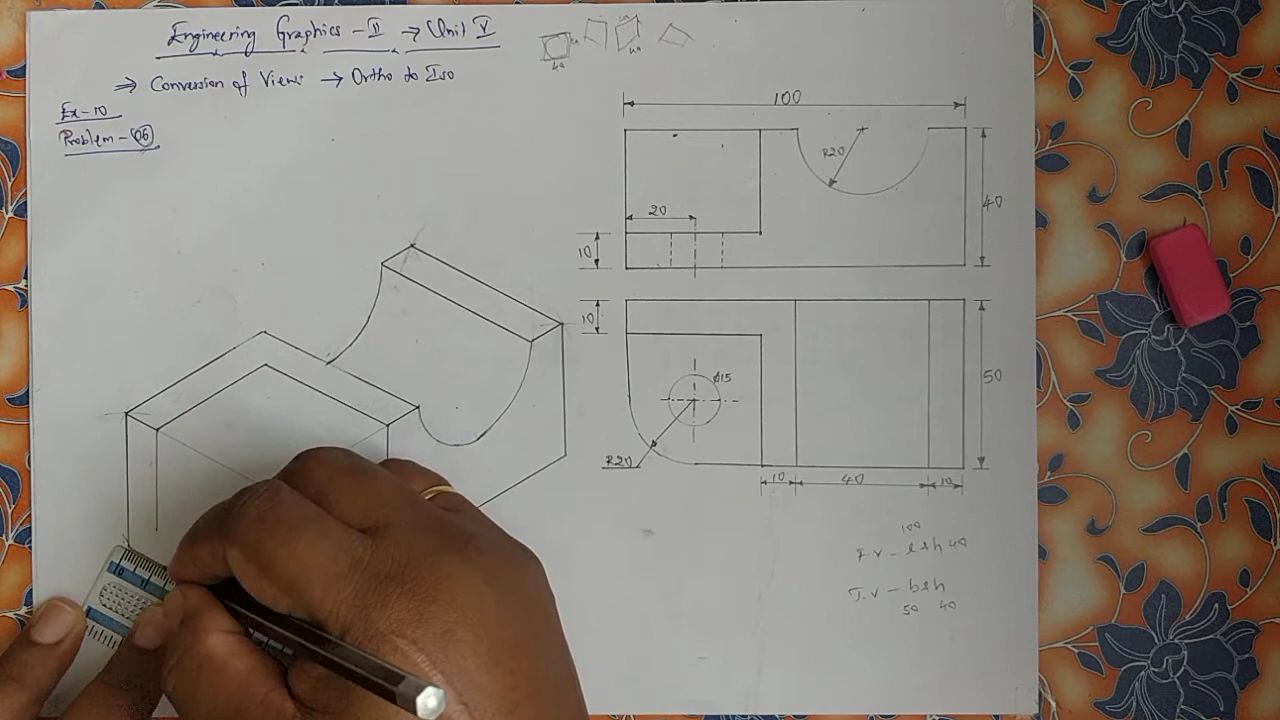 Engineering Graphics - II → Unit V
⇒ Conversion of Views → Ortho to Iso
Ex-10
Problem - 06
100
R20
40
20
10
10
Ø15
50
R20
10
40
10
100
40
50 40